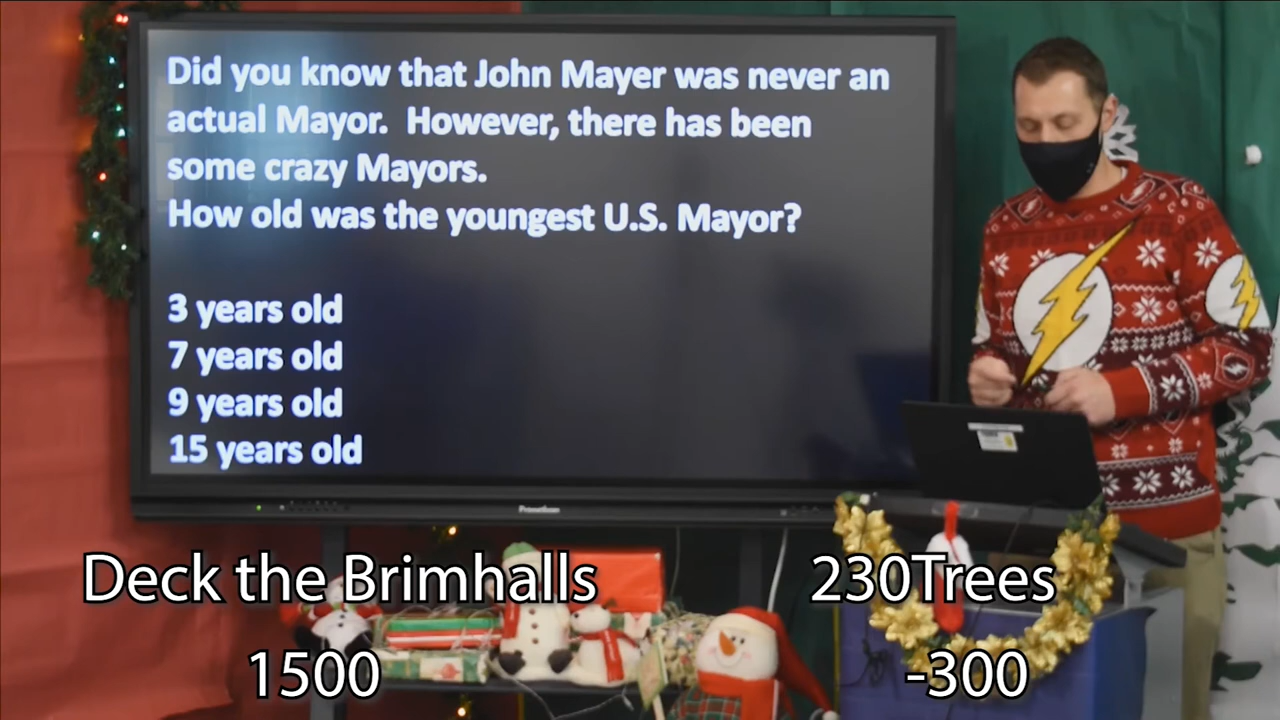 Did you know that John Mayer was never an
actual Mayor. However, there has been
some crazy Mayors.
How old was the youngest U.S. Mayor?
3 years old
7 years old
9 years old
15 years old
Promethean
Deck the Brimhalls
1500
230Trees
-300